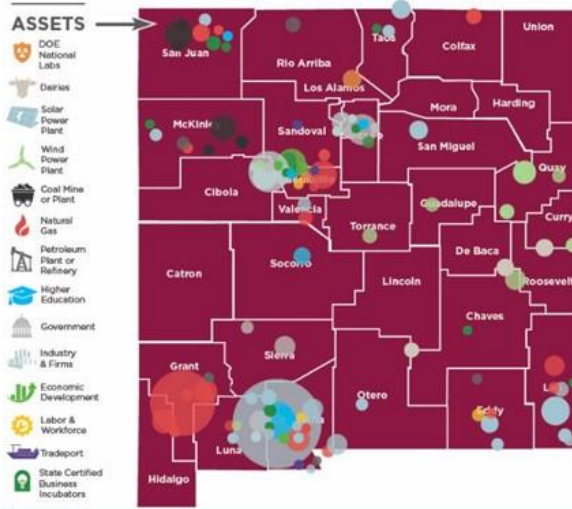 ASSETS
DOE
National
Labs
Dairies
Solar
Power
Plant
Wind
Power
Plant
Coal Mine
or Plant
Natural
Gas
Petroleum
Plant or
Refinery
Higher
Education
Government
Industry
& Firms
Economic
Development
Labor &
Workforce
Tradeport
State Certified
Business
Incubators
San Juan
Rio Arriba
Taos
Colfax
Union
Los Alamos
Mora
Harding
McKinle
Sandoval
San Miguel
Quay
Cibola
Valencia
Guadalupe
Torrance
Curry
De Baca
Catron
Socorro
Lincoln
Roosevelt
Chaves
Sierra
Grant
Otero
Eddy
Luna
Hidalgo